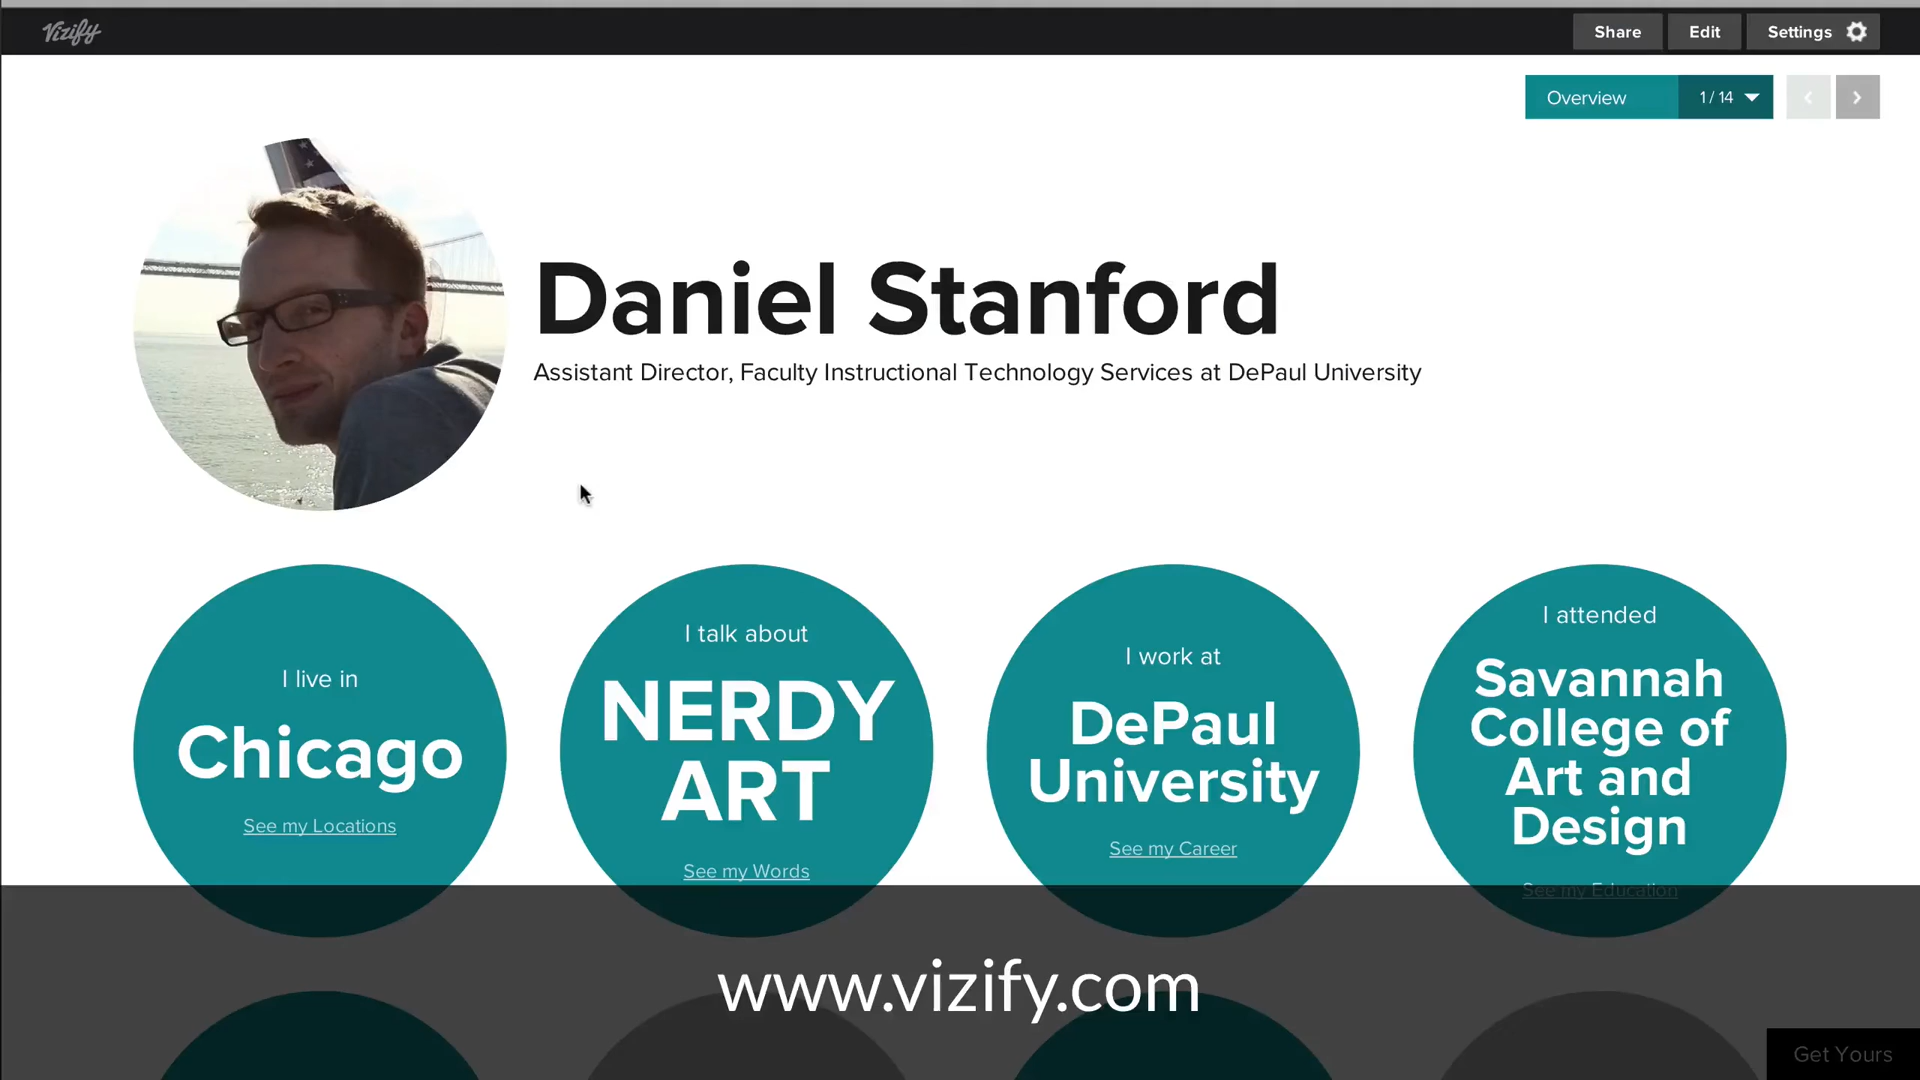 Vizify
Share
Edit
Settings
Overview
1 / 14
Daniel Stanford
Assistant Director, Faculty Instructional Technology Services at DePaul University
I live in
Chicago
See my Locations
I talk about
NERDY
ART
See my Words
I work at
DePaul
University
See my Career
I attended
Savannah
College of
Art and
Design
See my Education
www.vizify.com
Get Yours